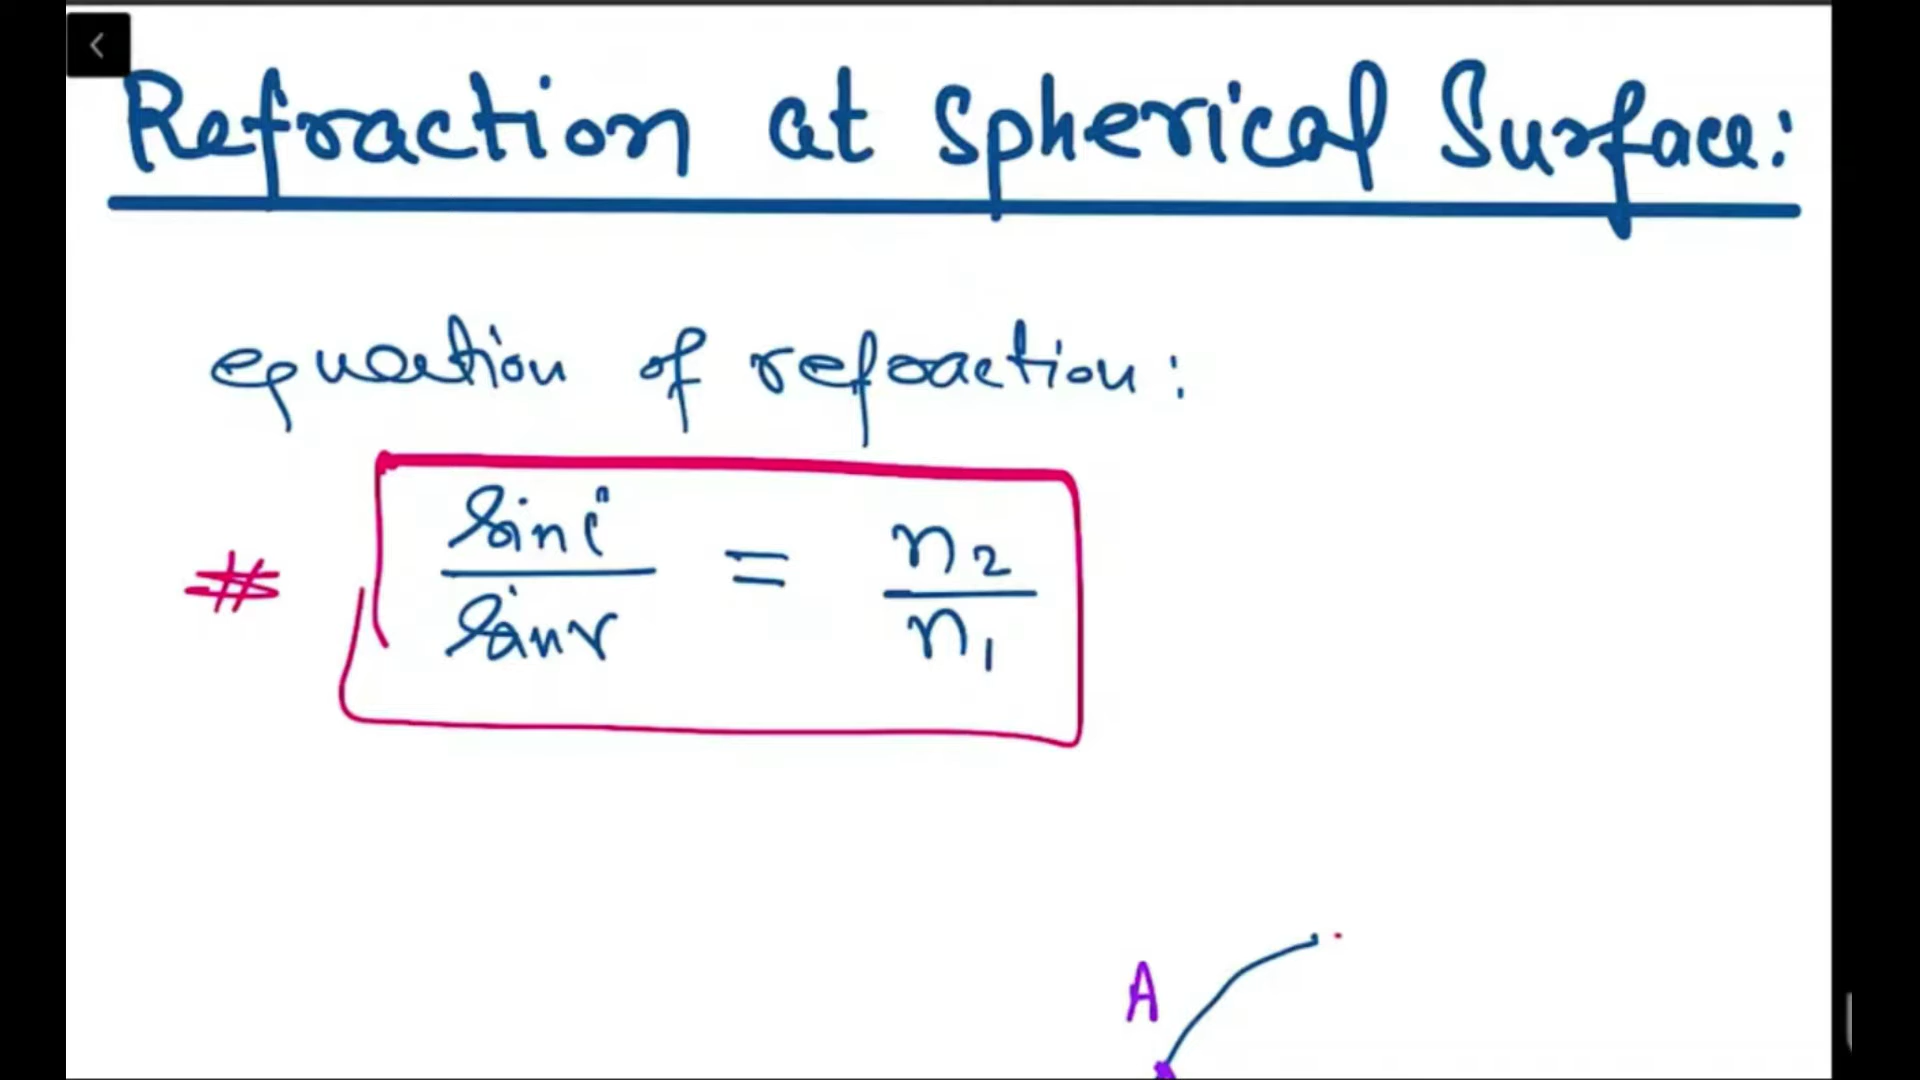 Refraction at Spherical Surface:
equation of refraction:
# sin i / sin r = n₂ / n₁
A